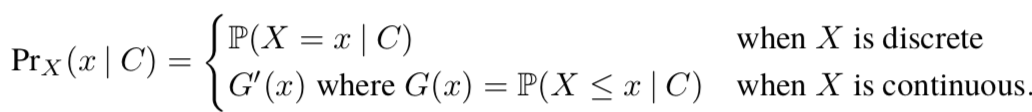 Pr_X(x | C) = { ℙ(X = x | C) when X is discrete
G′(x) where G(x) = ℙ(X ≤ x | C) when X is continuous.